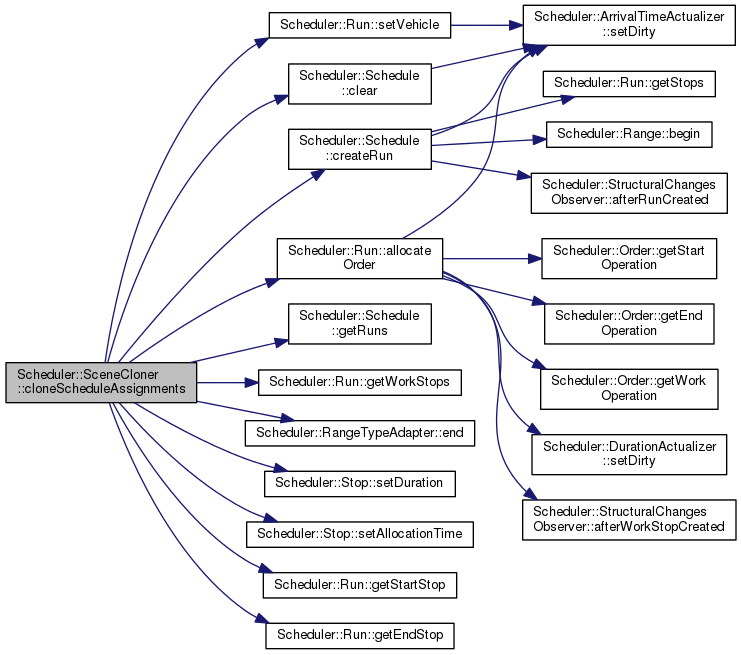 Scheduler::SceneCloner
::cloneScheduleAssignments
Scheduler::Run::setVehicle
Scheduler::Schedule
::clear
Scheduler::Schedule
::createRun
Scheduler::Run::allocate
Order
Scheduler::Schedule
::getRuns
Scheduler::Run::getWorkStops
Scheduler::RangeTypeAdapter::end
Scheduler::Stop::setDuration
Scheduler::Stop::setAllocationTime
Scheduler::Run::getStartStop
Scheduler::Run::getEndStop
Scheduler::ArrivalTimeActualizer
::setDirty
Scheduler::Run::getStops
Scheduler::Range::begin
Scheduler::StructuralChanges
Observer::afterRunCreated
Scheduler::Order::getStart
Operation
Scheduler::Order::getEnd
Operation
Scheduler::Order::getWork
Operation
Scheduler::DurationActualizer
::setDirty
Scheduler::StructuralChanges
Observer::afterWorkStopCreated